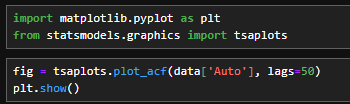 import matplotlib.pyplot as plt
from statsmodels.graphics import tsaplots
fig = tsaplots.plot_acf(data['Auto'], lags=50)
plt.show()